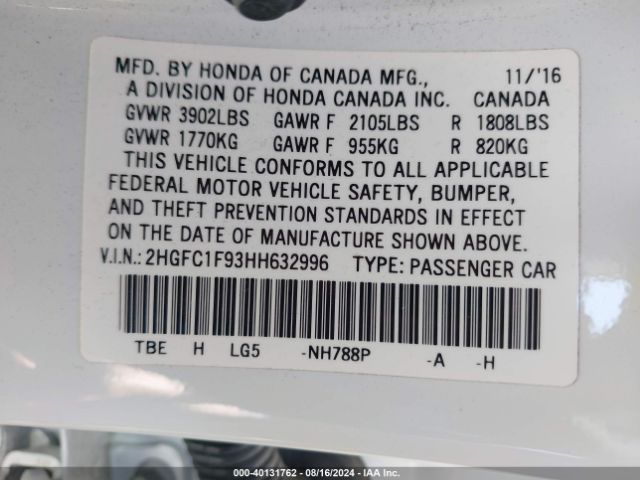 MFD. BY HONDA OF CANADA MFG., 11/'16
A DIVISION OF HONDA CANADA INC. CANADA
GVWR 3902LBS GAWR F 2105LBS R 1808LBS
GVWR 1770KG GAWR F 955KG R 820KG
THIS VEHICLE CONFORMS TO ALL APPLICABLE
FEDERAL MOTOR VEHICLE SAFETY, BUMPER,
AND THEFT PREVENTION STANDARDS IN EFFECT
ON THE DATE OF MANUFACTURE SHOWN ABOVE.
V.I.N.: 2HGFC1F93HH632996 TYPE: PASSENGER CAR
TBE H LG5 -NH788P -A -H
000-40131762 - 08/16/2024 - IAA Inc.